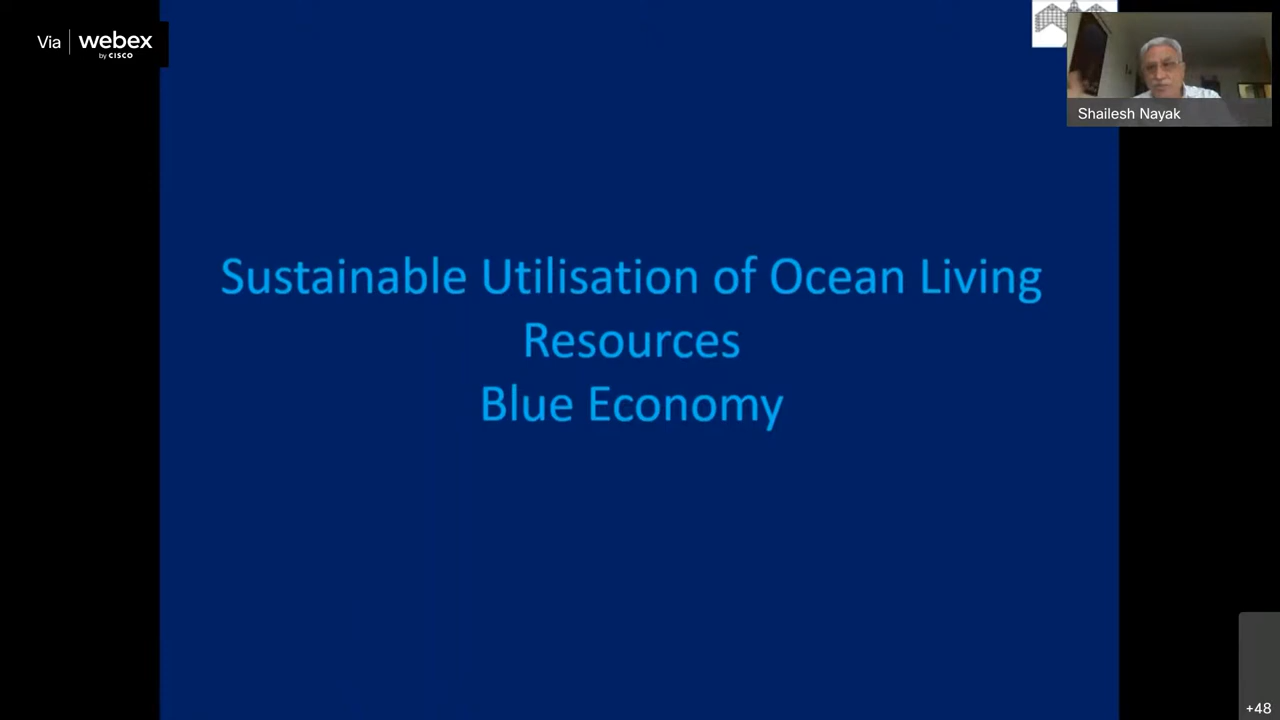 Via webex
by CISCO
Shailesh Nayak
Sustainable Utilisation of Ocean Living
Resources
Blue Economy
+48